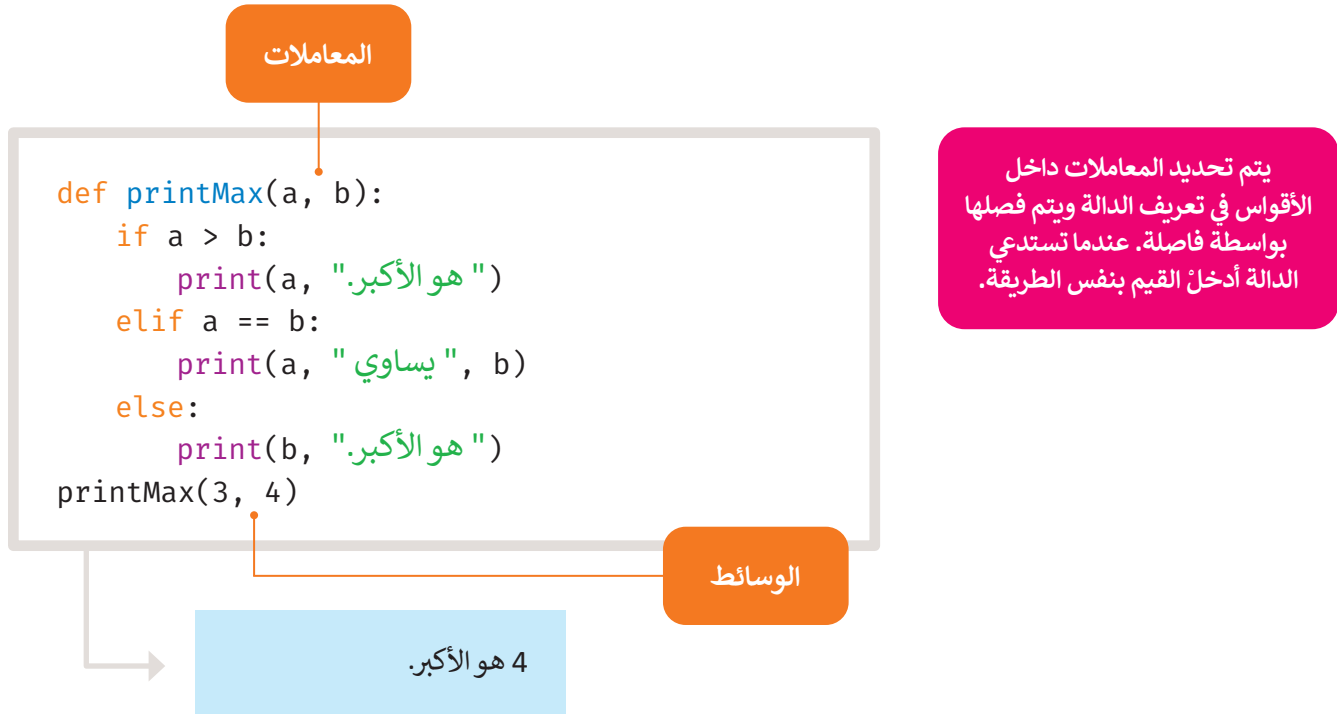 المعاملات
def printMax(a, b):
if a > b:
print(a, "هو الأكبر.")
elif a == b:
print(a, "يساوي", b)
else:
print(b, "هو الأكبر.")
printMax(3, 4)
الوسائط
4 هو الأكبر.
يتم تحديد المعاملات داخل
الأقواس في تعريف الدالة ويتم فصلها
بواسطة فاصلة. عندما تستدعي
الدالة أدخلْ القيم بنفس الطريقة.